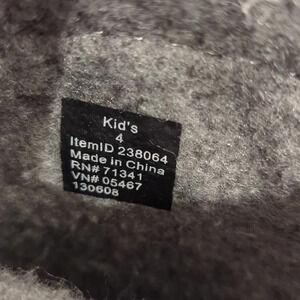 Kid's
4
ItemID 238064
Made in China
RN# 71341
VN# 05467
130608